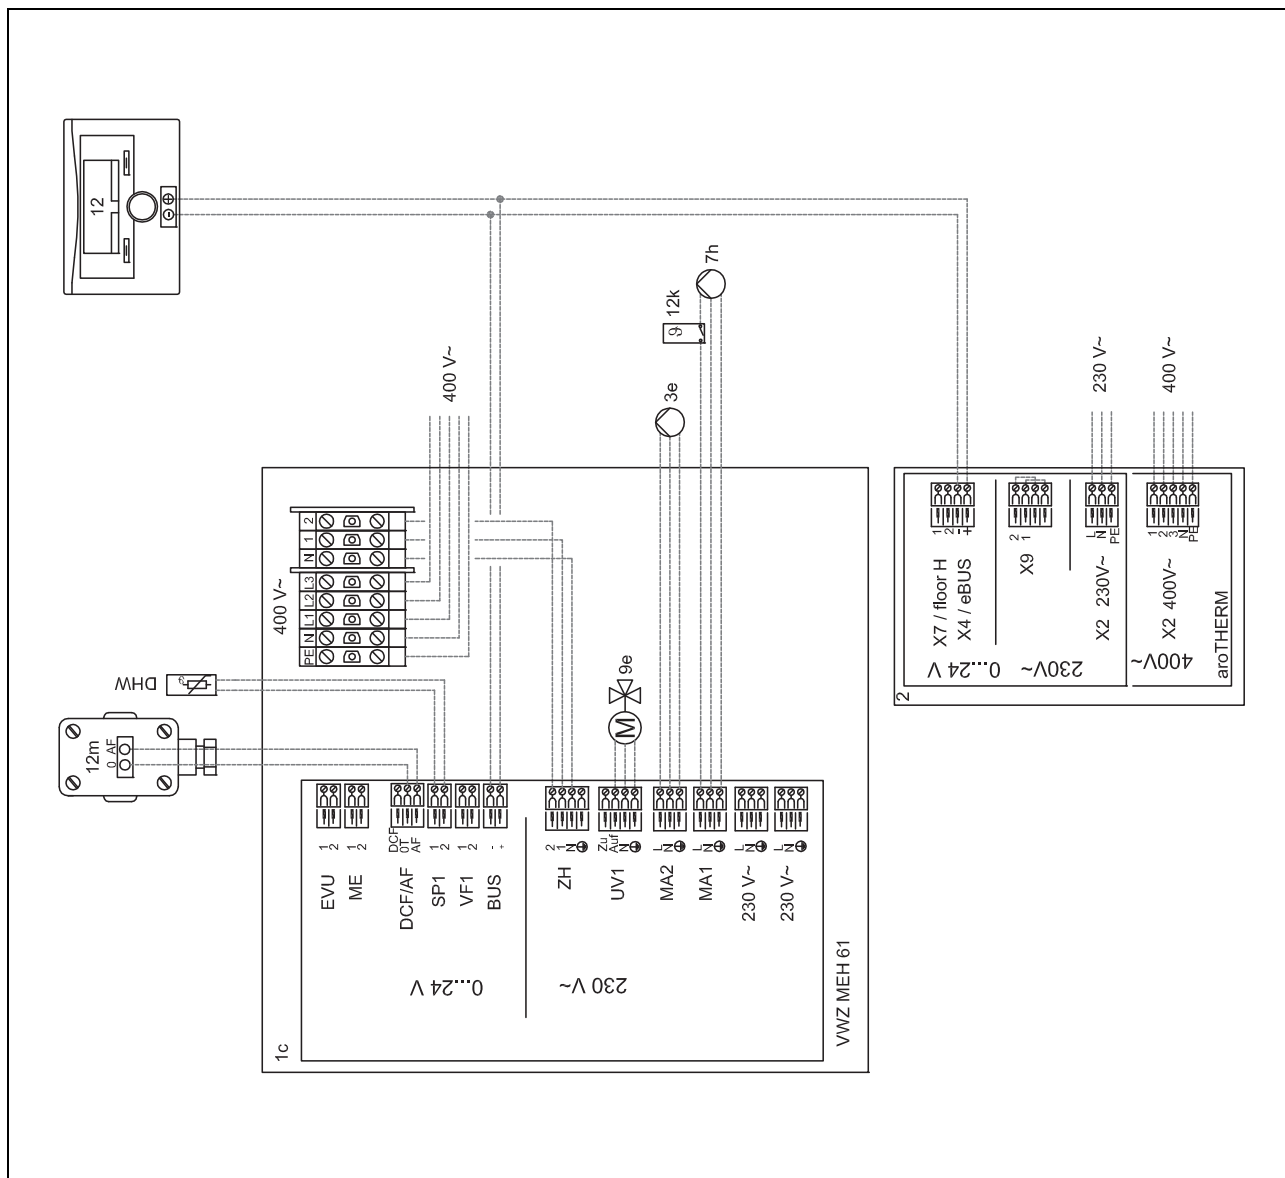 12
400 V~
7h
12k
3e
230 V~
400 V~
400 V~
PE
N
L1
L2
L3
N
1
2
DHW
12m
0 AF
9e
1c
EVU
1
2
ME
1
2
DCF/AF
DCF
0T
AF
SP1
1
2
VF1
1
2
BUS
-
+
0...24 V
ZH
2
1
N
UV1
Zu
Auf
N
MA2
L
N
MA1
L
N
230 V~
L
N
230 V~
L
N
230 V~
VWZ MEH 61
2
X7 / floor H
1
2
X4 / eBUS
-
+
0...24 V
X9
2
1
230V~
X2 230V~
L
N
PE
X2 400V~
1
2
3
N
PE
400V~
aroTHERM